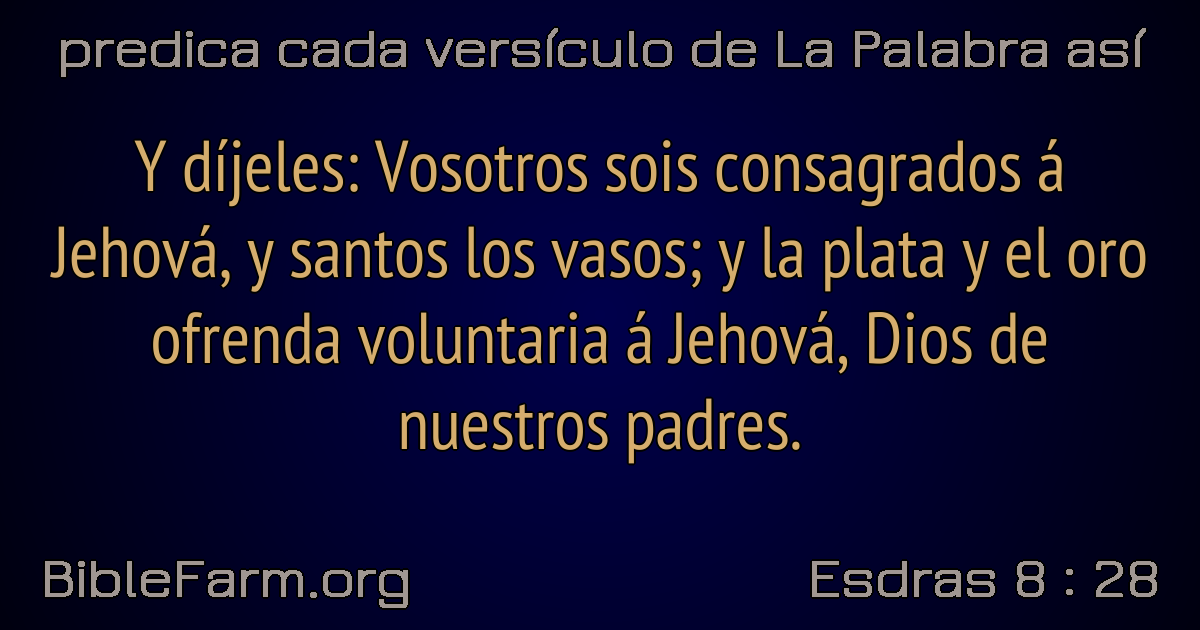 predica cada versículo de La Palabra así
Y díjeles: Vosotros sois consagrados á
Jehová, y santos los vasos; y la plata y el oro
ofrenda voluntaria á Jehová, Dios de
nuestros padres.
BibleFarm.org
Esdras 8 : 28